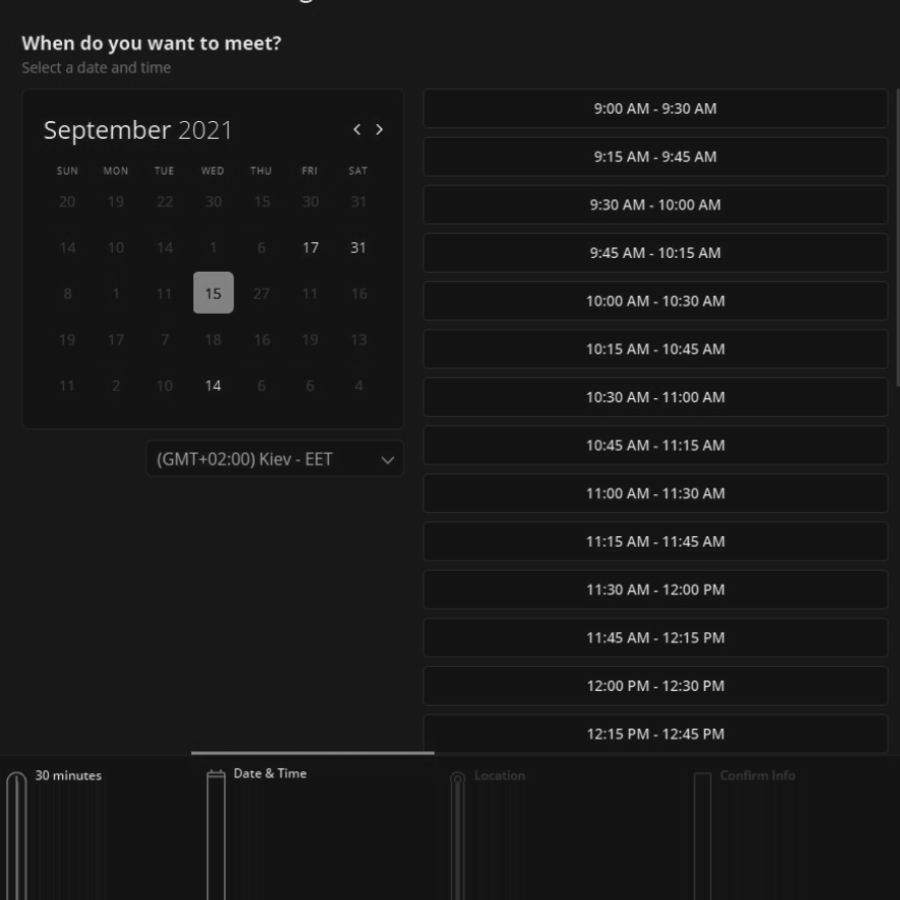 When do you want to meet?
Select a date and time
September 2021
SUN MON TUE WED THU FRI SAT
20 19 22 30 15 30 31
14 10 14 1 6 17 31
8 1 11 15 27 11 16
19 17 7 18 16 19 13
11 2 10 14 6 6 4
(GMT+02:00) Kiev - EET
9:00 AM - 9:30 AM
9:15 AM - 9:45 AM
9:30 AM - 10:00 AM
9:45 AM - 10:15 AM
10:00 AM - 10:30 AM
10:15 AM - 10:45 AM
10:30 AM - 11:00 AM
10:45 AM - 11:15 AM
11:00 AM - 11:30 AM
11:15 AM - 11:45 AM
11:30 AM - 12:00 PM
11:45 AM - 12:15 PM
12:00 PM - 12:30 PM
12:15 PM - 12:45 PM
30 minutes
Date & Time
Location
Confirm Info